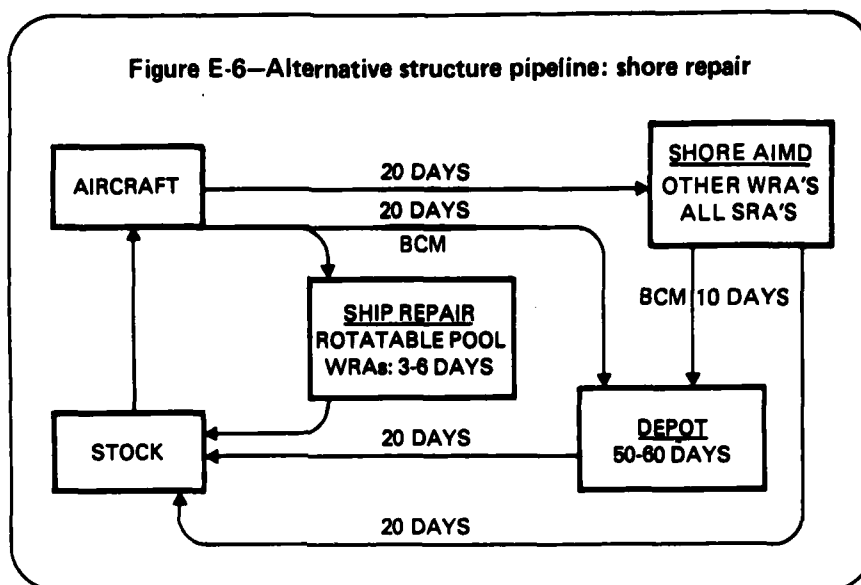 Figure E-6—Alternative structure pipeline: shore repair
AIRCRAFT
20 DAYS
20 DAYS
BCM
SHORE AIMD
OTHER WRA'S
ALL SRA'S
SHIP REPAIR
ROTATABLE POOL
WRAs: 3-6 DAYS
BCM 10 DAYS
STOCK
20 DAYS
DEPOT
50-60 DAYS
20 DAYS